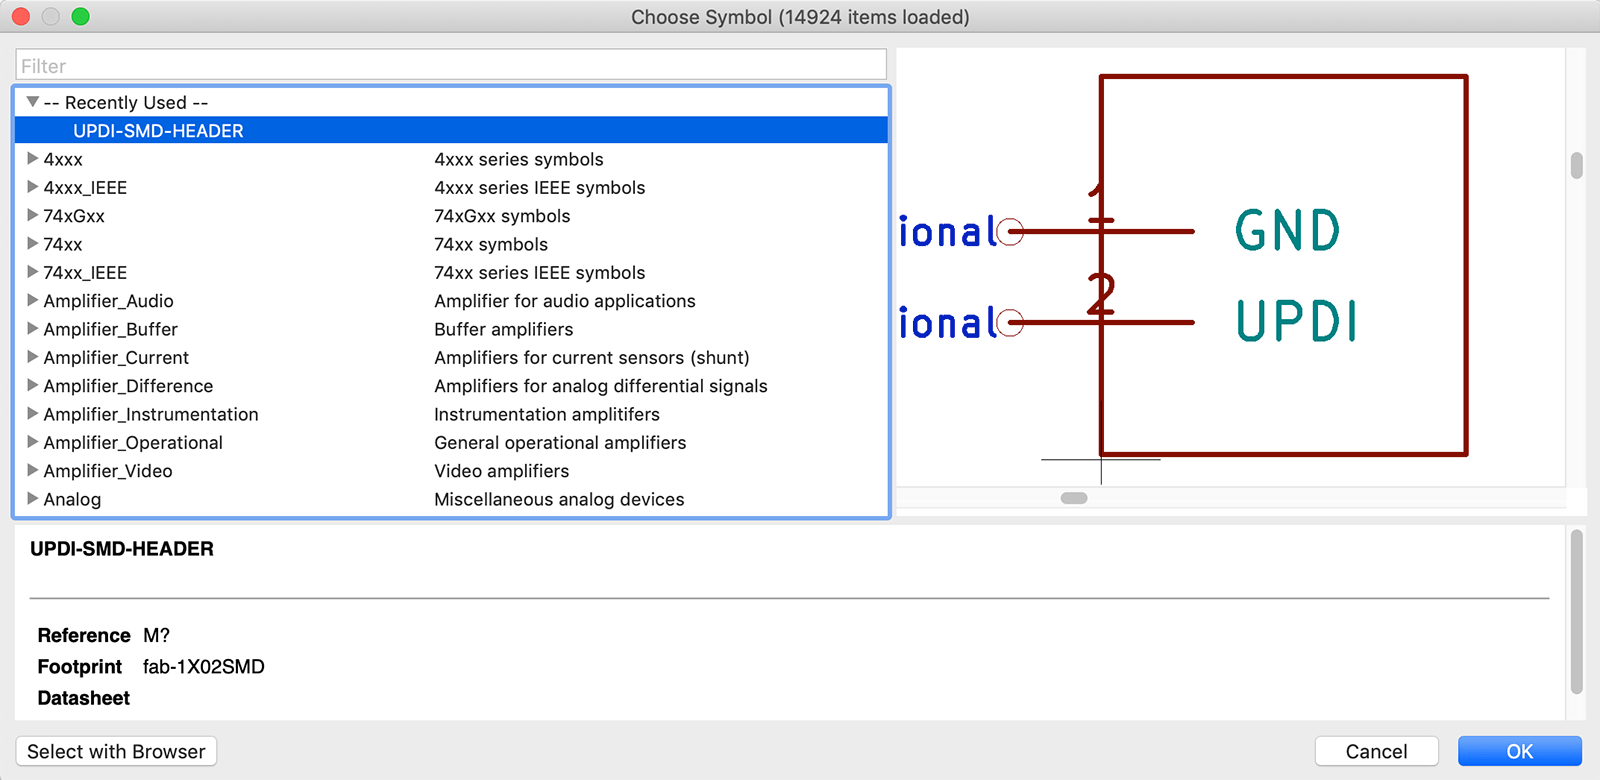 Choose Symbol (14924 items loaded)
Filter
-- Recently Used --
UPDI-SMD-HEADER
4xxx 4xxx series symbols
4xxx_IEEE 4xxx series IEEE symbols
74xGxx 74xGxx symbols
74xx 74xx symbols
74xx_IEEE 74xx series IEEE symbols
Amplifier_Audio Amplifier for audio applications
Amplifier_Buffer Buffer amplifiers
Amplifier_Current Amplifiers for current sensors (shunt)
Amplifier_Difference Amplifiers for analog differential signals
Amplifier_Instrumentation Instrumentation amplitifers
Amplifier_Operational General operational amplifiers
Amplifier_Video Video amplifiers
Analog Miscellaneous analog devices
ional 1 GND
ional 2 UPDI
UPDI-SMD-HEADER
Reference M?
Footprint fab-1X02SMD
Datasheet
Select with Browser Cancel OK